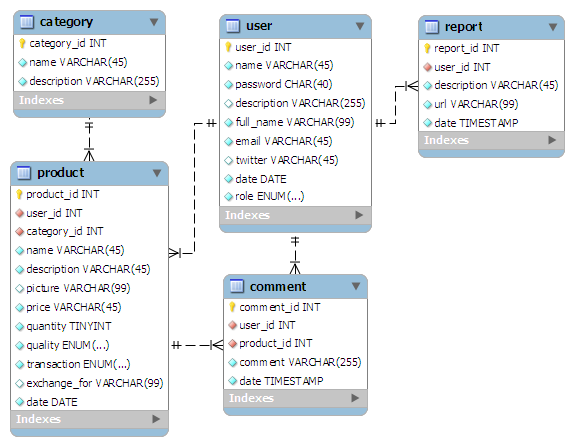 category
category_id INT
name VARCHAR(45)
description VARCHAR(255)
Indexes
user
user_id INT
name VARCHAR(45)
password CHAR(40)
description VARCHAR(255)
full_name VARCHAR(99)
email VARCHAR(45)
twitter VARCHAR(45)
date DATE
role ENUM(...)
Indexes
report
report_id INT
user_id INT
description VARCHAR(45)
url VARCHAR(99)
date TIMESTAMP
Indexes
product
product_id INT
user_id INT
category_id INT
name VARCHAR(45)
description VARCHAR(45)
picture VARCHAR(99)
price VARCHAR(45)
quantity TINYINT
quality ENUM(...)
transaction ENUM(...)
exchange_for VARCHAR(99)
date DATE
Indexes
comment
comment_id INT
user_id INT
product_id INT
comment VARCHAR(255)
date TIMESTAMP
Indexes